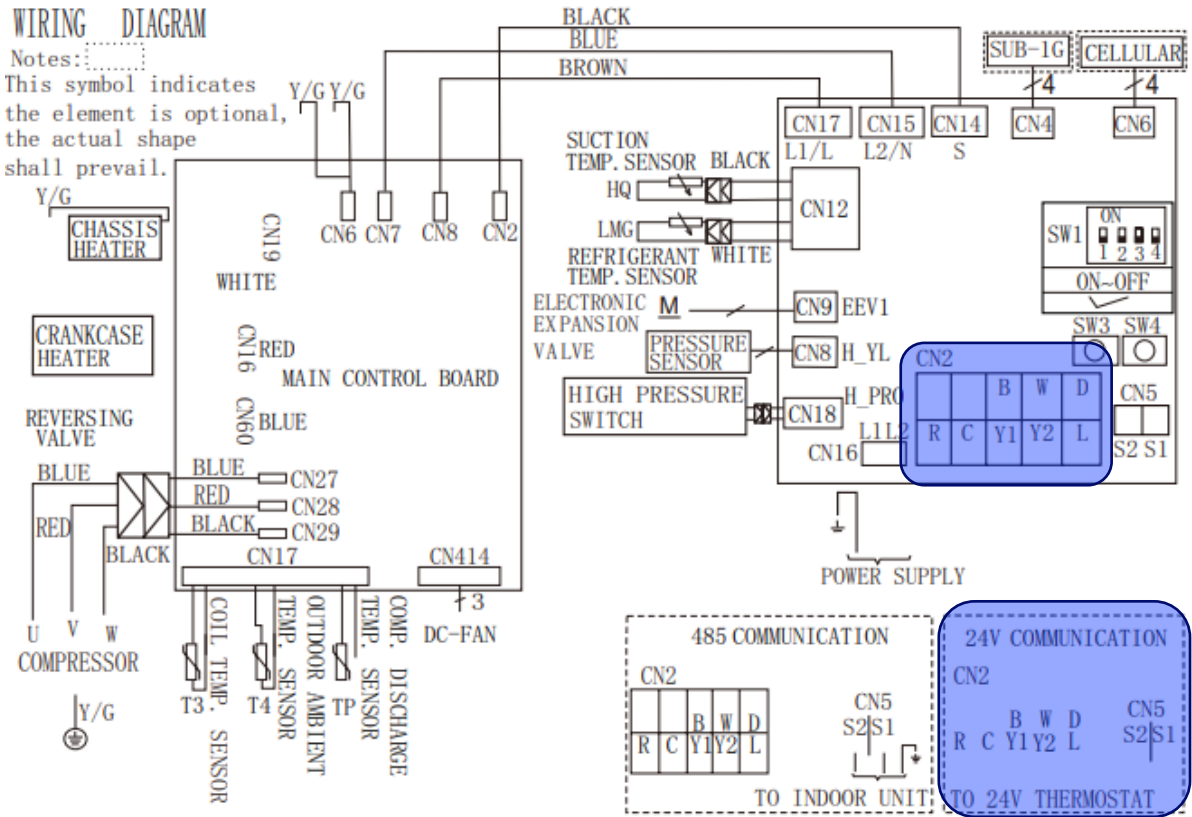 WIRING DIAGRAM
Notes:
This symbol indicates
the element is optional,
the actual shape
shall prevail.
Y/G
CHASSIS
HEATER
CRANKCASE
HEATER
REVERSING
VALVE
BLUE
RED
BLACK
U V W
COMPRESSOR
Y/G
Y/G Y/G
CN6 CN7 CN8 CN2
CN19
WHITE
CN16
RED
MAIN CONTROL BOARD
CN60
BLUE
BLUE CN27
RED CN28
BLACK CN29
CN17
CN414
3
DC-FAN
T3
COIL TEMP. SENSOR
T4
OUTDOOR AMBIENT
TEMP. SENSOR
TP
COMP. DISCHARGE
TEMP. SENSOR
BLACK
BLUE
BROWN
SUB-1G
CELLULAR
4
4
CN17 CN15 CN14 CN4 CN6
L1/L L2/N S
SUCTION
TEMP. SENSOR BLACK
HQ
CN12
LMG
REFRIGERANT WHITE
TEMP. SENSOR
ELECTRONIC
EXPANSION
VALVE
M
CN9 EEV1
PRESSURE
SENSOR
CN8 H_YL
HIGH PRESSURE
SWITCH
CN18
H_PRO
L1L2
CN16
SW1
ON
1 2 3 4
ON~OFF
SW3 SW4
CN2
B W D
R C Y1 Y2 L
CN5
S2 S1
POWER SUPPLY
485 COMMUNICATION
CN2
B W D
R C Y1 Y2 L
CN5
S2 S1
TO INDOOR UNIT
24V COMMUNICATION
CN2
B W D
R C Y1 Y2 L
CN5
S2 S1
TO 24V THERMOSTAT